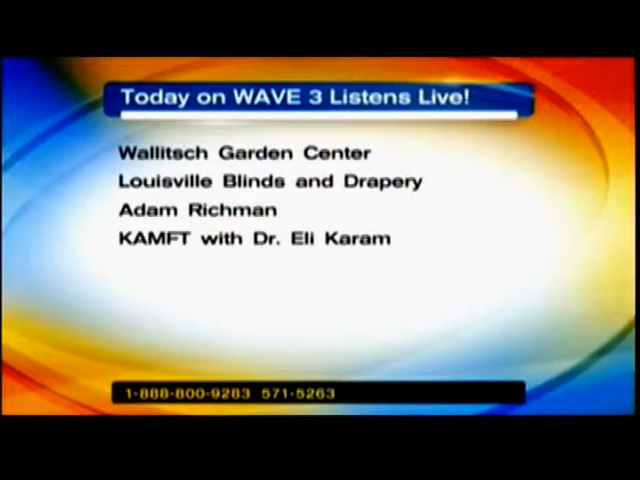 Today on WAVE 3 Listens Live!
Wallitsch Garden Center
Louisville Blinds and Drapery
Adam Richman
KAMFT with Dr. Eli Karam
1-888-800-9283 571-5263